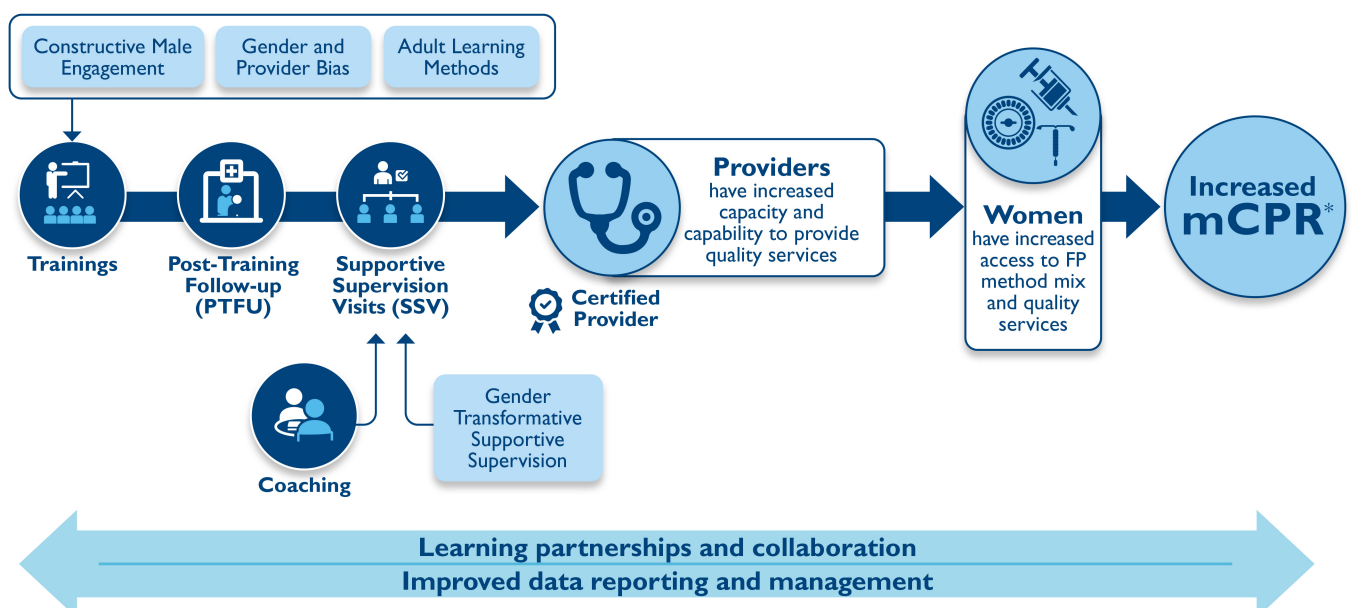 Constructive Male
Engagement
Gender and
Provider Bias
Adult Learning
Methods
Trainings
Post-Training
Follow-up
(PTFU)
Supportive
Supervision
Visits (SSV)
Coaching
Gender
Transformative
Supportive
Supervision
Providers
have increased
capacity and
capability to provide
quality services
Certified
Provider
Women
have increased
access to FP
method mix
and quality
services
Increased
mCPR*
Learning partnerships and collaboration
Improved data reporting and management